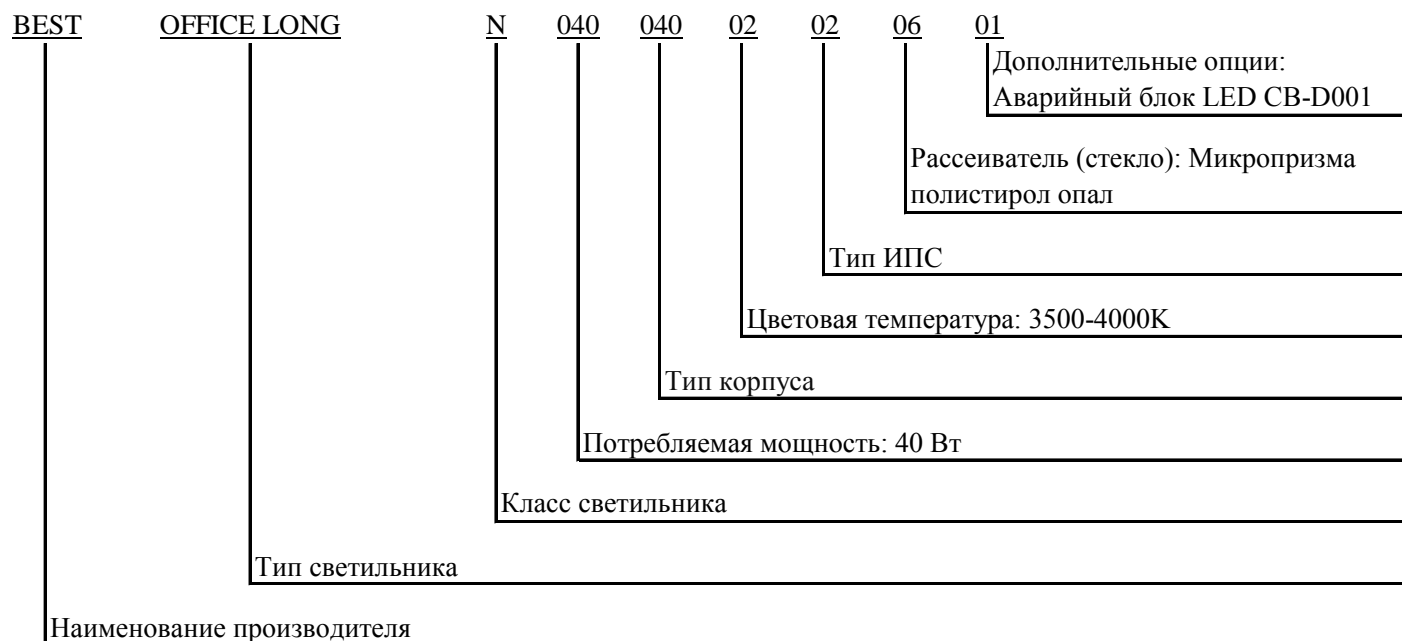 BEST OFFICE LONG N 040 040 02 02 06 01
Дополнительные опции:
Аварийный блок LED CB-D001
Рассеиватель (стекло): Микропризма
полистирол опал
Тип ИПС
Цветовая температура: 3500-4000К
Тип корпуса
Потребляемая мощность: 40 Вт
Класс светильника
Тип светильника
Наименование производителя